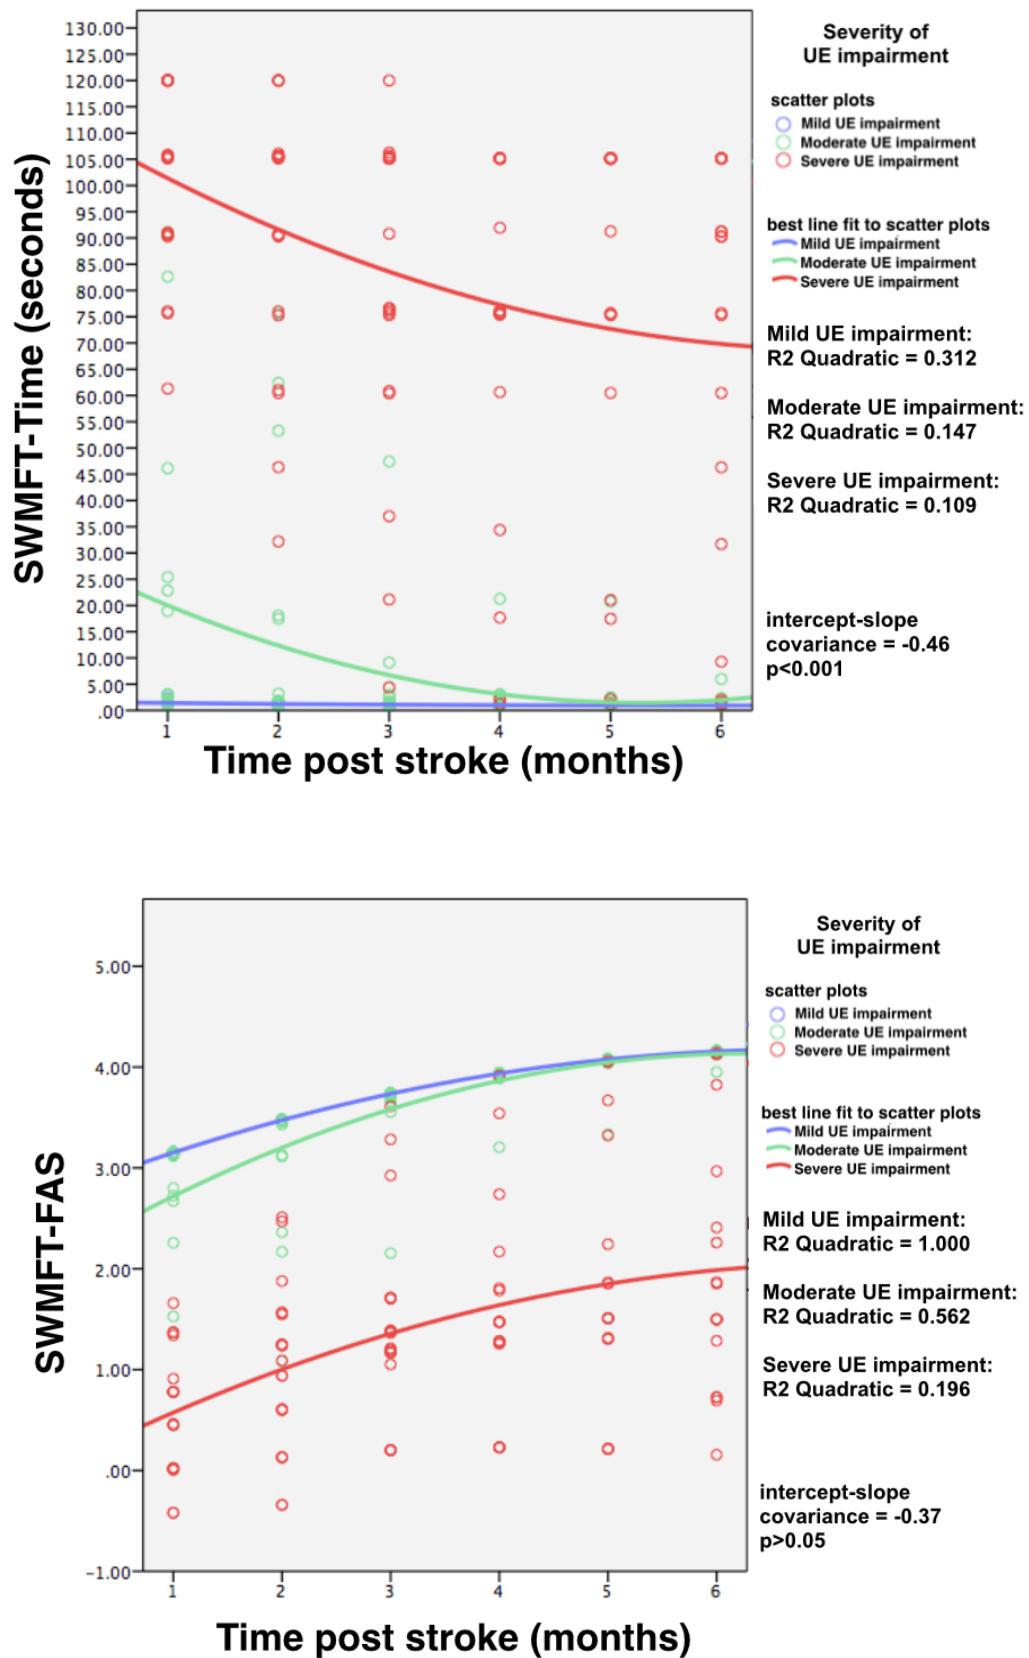 130.00
125.00
120.00
115.00
110.00
105.00
100.00
95.00
90.00
85.00
80.00
75.00
70.00
65.00
60.00
55.00
50.00
45.00
40.00
35.00
30.00
25.00
20.00
15.00
10.00
5.00
.00
SWMFT-Time (seconds)
1 2 3 4 5 6
Time post stroke (months)
Severity of
UE impairment
scatter plots
Mild UE impairment
Moderate UE impairment
Severe UE impairment
best line fit to scatter plots
Mild UE impairment
Moderate UE impairment
Severe UE impairment
Mild UE impairment:
R2 Quadratic = 0.312
Moderate UE impairment:
R2 Quadratic = 0.147
Severe UE impairment:
R2 Quadratic = 0.109
intercept-slope
covariance = -0.46
p<0.001
5.00
4.00
3.00
2.00
1.00
.00
-1.00
SWMFT-FAS
1 2 3 4 5 6
Time post stroke (months)
Severity of
UE impairment
scatter plots
Mild UE impairment
Moderate UE impairment
Severe UE impairment
best line fit to scatter plots
Mild UE impairment
Moderate UE impairment
Severe UE impairment
Mild UE impairment:
R2 Quadratic = 1.000
Moderate UE impairment:
R2 Quadratic = 0.562
Severe UE impairment:
R2 Quadratic = 0.196
intercept-slope
covariance = -0.37
p>0.05